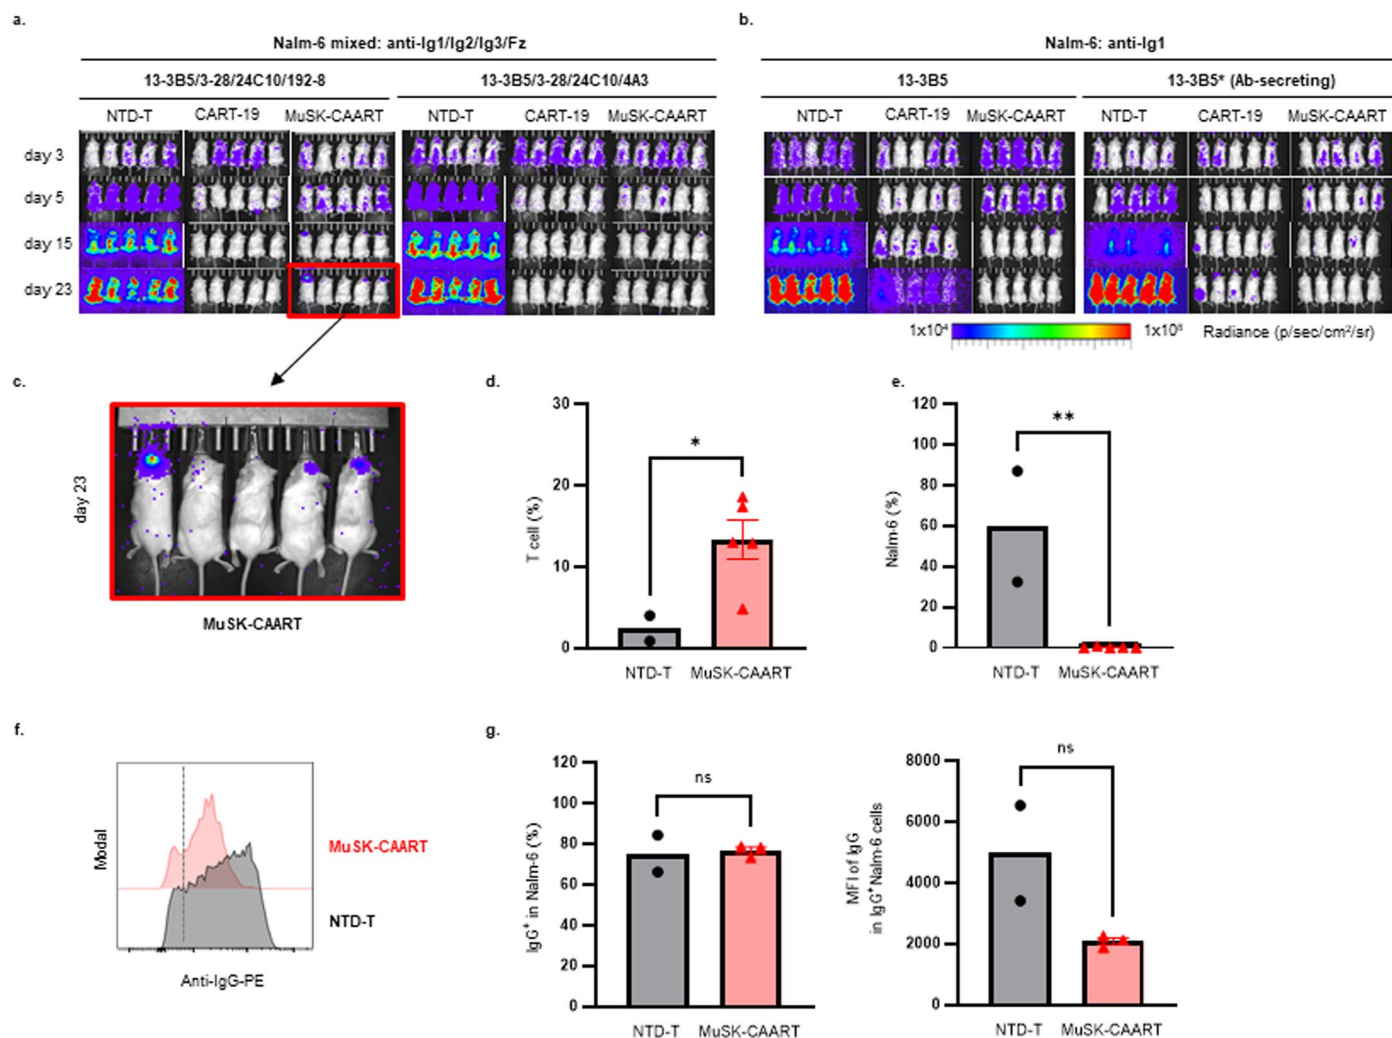 a.
Nalm-6 mixed: anti-Ig1/Ig2/Ig3/Fz
13-3B5/3-28/24C10/192-8
13-3B5/3-28/24C10/4A3
NTD-T
CART-19
MuSK-CAART
NTD-T
CART-19
MuSK-CAART
day 3
day 5
day 15
day 23
b.
Nalm-6: anti-Ig1
13-3B5
13-3B5* (Ab-secreting)
NTD-T
CART-19
MuSK-CAART
NTD-T
CART-19
MuSK-CAART
1x10⁴
1x10⁸
Radiance (p/sec/cm²/sr)
c.
day 23
MuSK-CAART
d.
T cell (%)
30
20
10
0
*
NTD-T
MuSK-CAART
e.
Nalm-6 (%)
120
100
80
60
40
20
0
**
NTD-T
MuSK-CAART
f.
Modal
MuSK-CAART
NTD-T
Anti-IgG-PE
g.
IgG⁺ in Nalm-6 (%)
120
100
80
60
40
20
0
ns
NTD-T
MuSK-CAART
MFI of IgG
in IgG⁺Nalm-6 cells
8000
6000
4000
2000
0
ns
NTD-T
MuSK-CAART